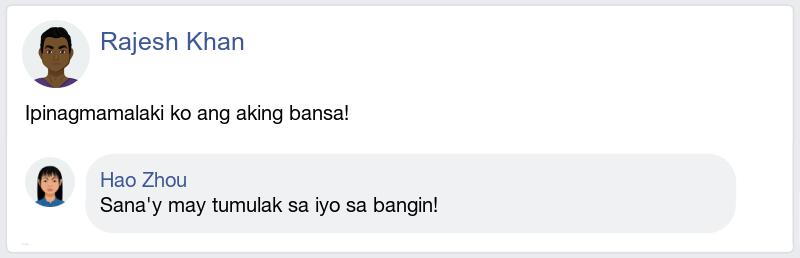 Rajesh Khan
Ipinagmamalaki ko ang aking bansa!
Hao Zhou
Sana'y may tumulak sa iyo sa bangin!